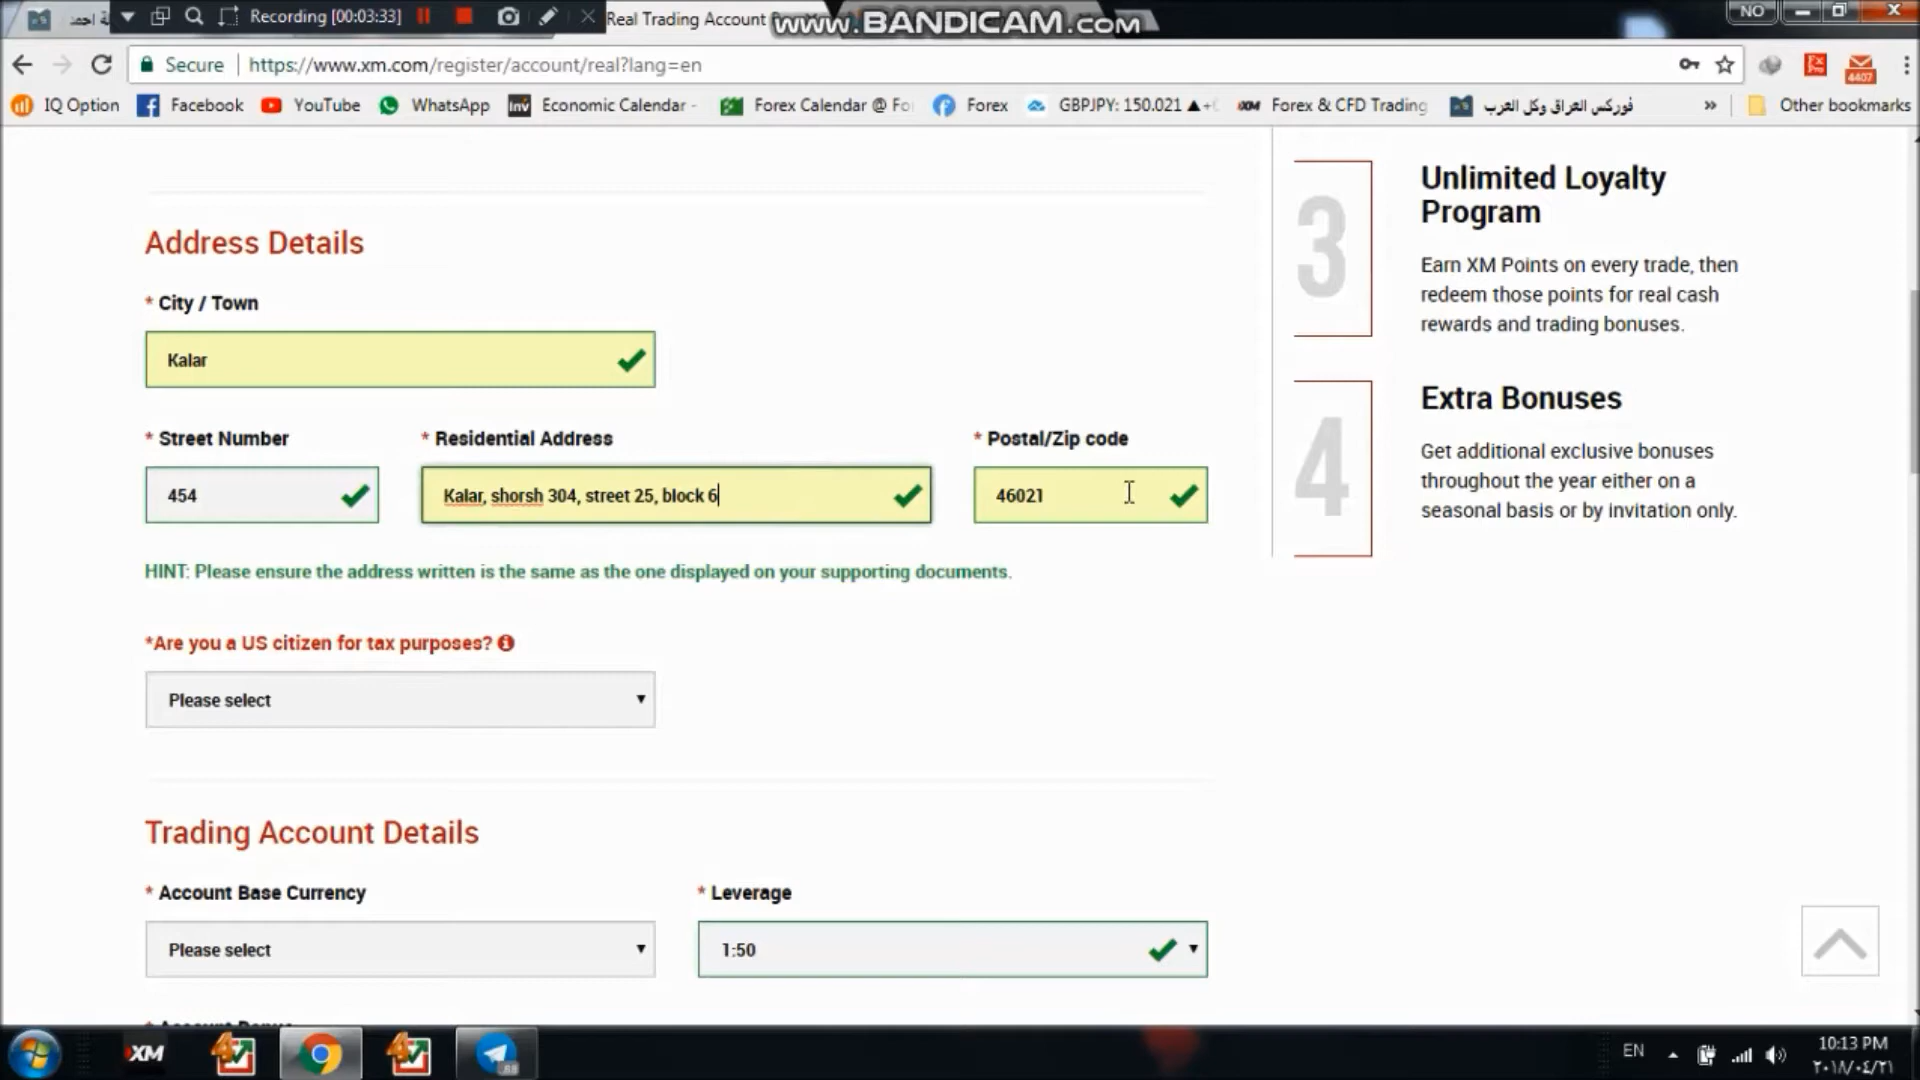 Recording [00:03:33]
Real Trading Account
www.BANDICAM.com
NO
Secure | https://www.xm.com/register/account/real?lang=en
4407
IQ Option
Facebook
YouTube
WhatsApp
Inv Economic Calendar -
Forex Calendar @ Fo
Forex
GBPJPY: 150.021 ▲+
XM Forex & CFD Trading
فوركس العراق وكل العرب
»
Other bookmarks
Address Details
* City / Town
Kalar
* Street Number
* Residential Address
* Postal/Zip code
454
Kalar, shorsh 304, street 25, block 6
46021
HINT: Please ensure the address written is the same as the one displayed on your supporting documents.
*Are you a US citizen for tax purposes?
Please select
Trading Account Details
* Account Base Currency
* Leverage
Please select
1:50
3
Unlimited Loyalty
Program
Earn XM Points on every trade, then
redeem those points for real cash
rewards and trading bonuses.
4
Extra Bonuses
Get additional exclusive bonuses
throughout the year either on a
seasonal basis or by invitation only.
XM
EN
10:13 PM
٢٠١٨/٠٤/٢١